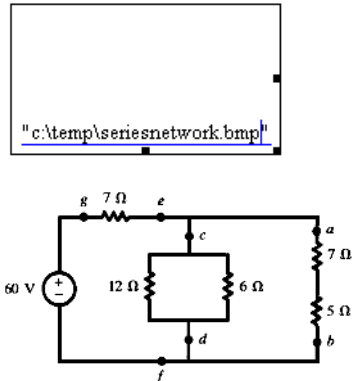 "c:\temp\seriesnetwork.bmp"
g 7 Ω e
c
a
7 Ω
60 V + − 12 Ω 6 Ω
5 Ω
d
b
f